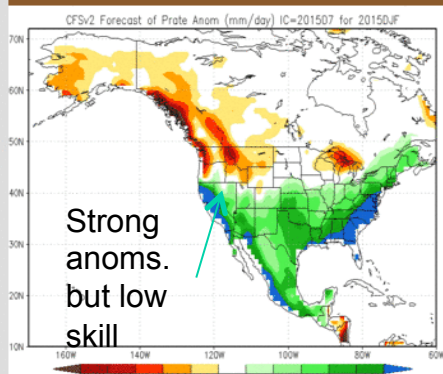 CFSv2 Forecast of Prate Anom (mm/day) IC=201507 for 2015DJF
70N
60N
50N
40N
30N
20N
10N
Strong
anoms.
but low
skill
160W 140W 120W 100W 80W 60W